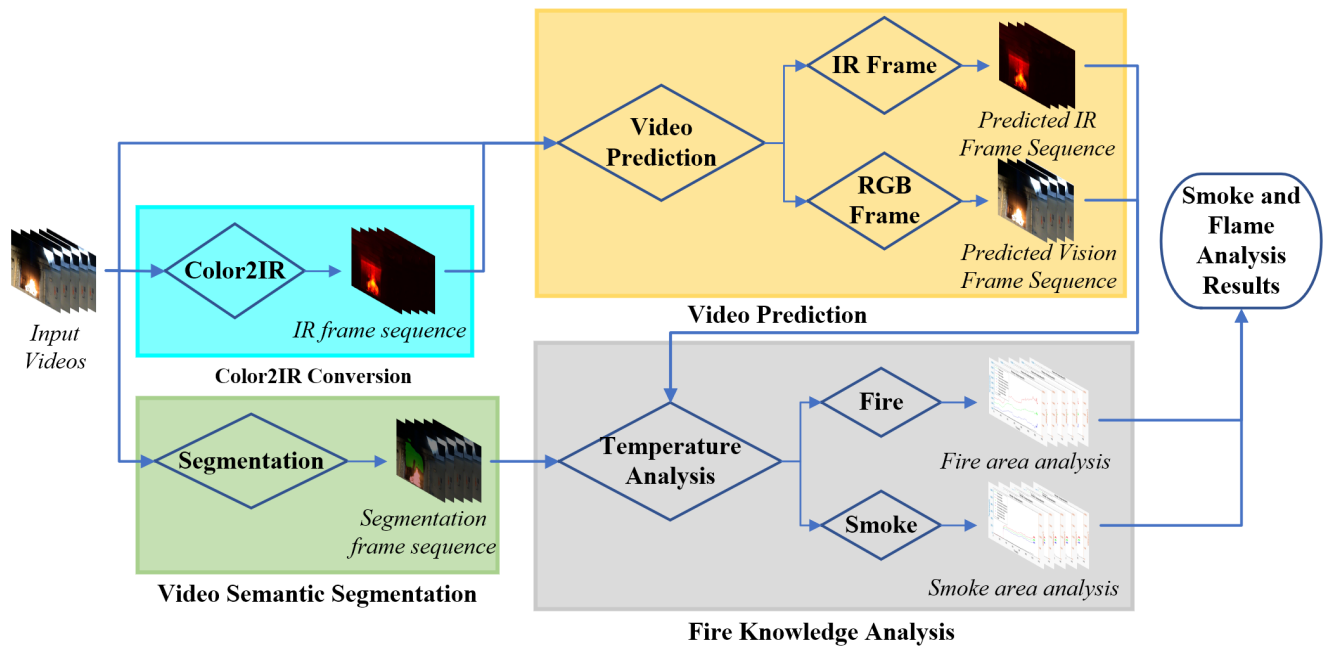 Input
Videos
Color2IR
IR frame sequence
Color2IR Conversion
Segmentation
Segmentation
frame sequence
Video Semantic Segmentation
Video
Prediction
IR Frame
Predicted IR
Frame Sequence
RGB
Frame
Predicted Vision
Frame Sequence
Video Prediction
Temperature
Analysis
Fire
Fire area analysis
Smoke
Smoke area analysis
Fire Knowledge Analysis
Smoke and
Flame
Analysis
Results